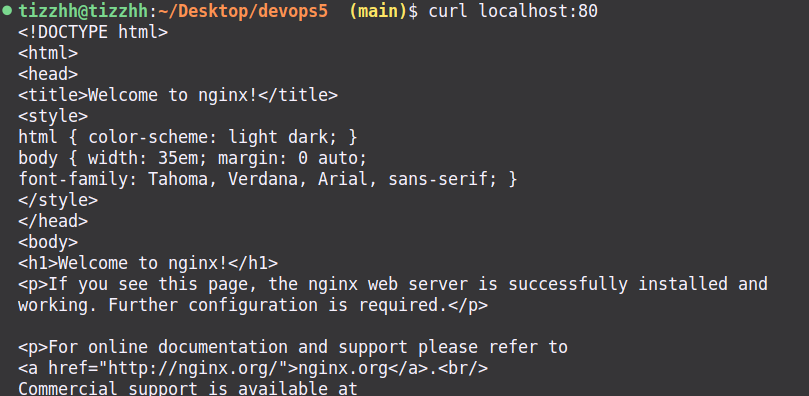 tizzhh@tizzhh:~/Desktop/devops5  (main)$ curl localhost:80
<!DOCTYPE html>
<html>
<head>
<title>Welcome to nginx!</title>
<style>
html { color-scheme: light dark; }
body { width: 35em; margin: 0 auto;
font-family: Tahoma, Verdana, Arial, sans-serif; }
</style>
</head>
<body>
<h1>Welcome to nginx!</h1>
<p>If you see this page, the nginx web server is successfully installed and
working. Further configuration is required.</p>

<p>For online documentation and support please refer to
<a href="http://nginx.org/">nginx.org</a>.<br/>
Commercial support is available at